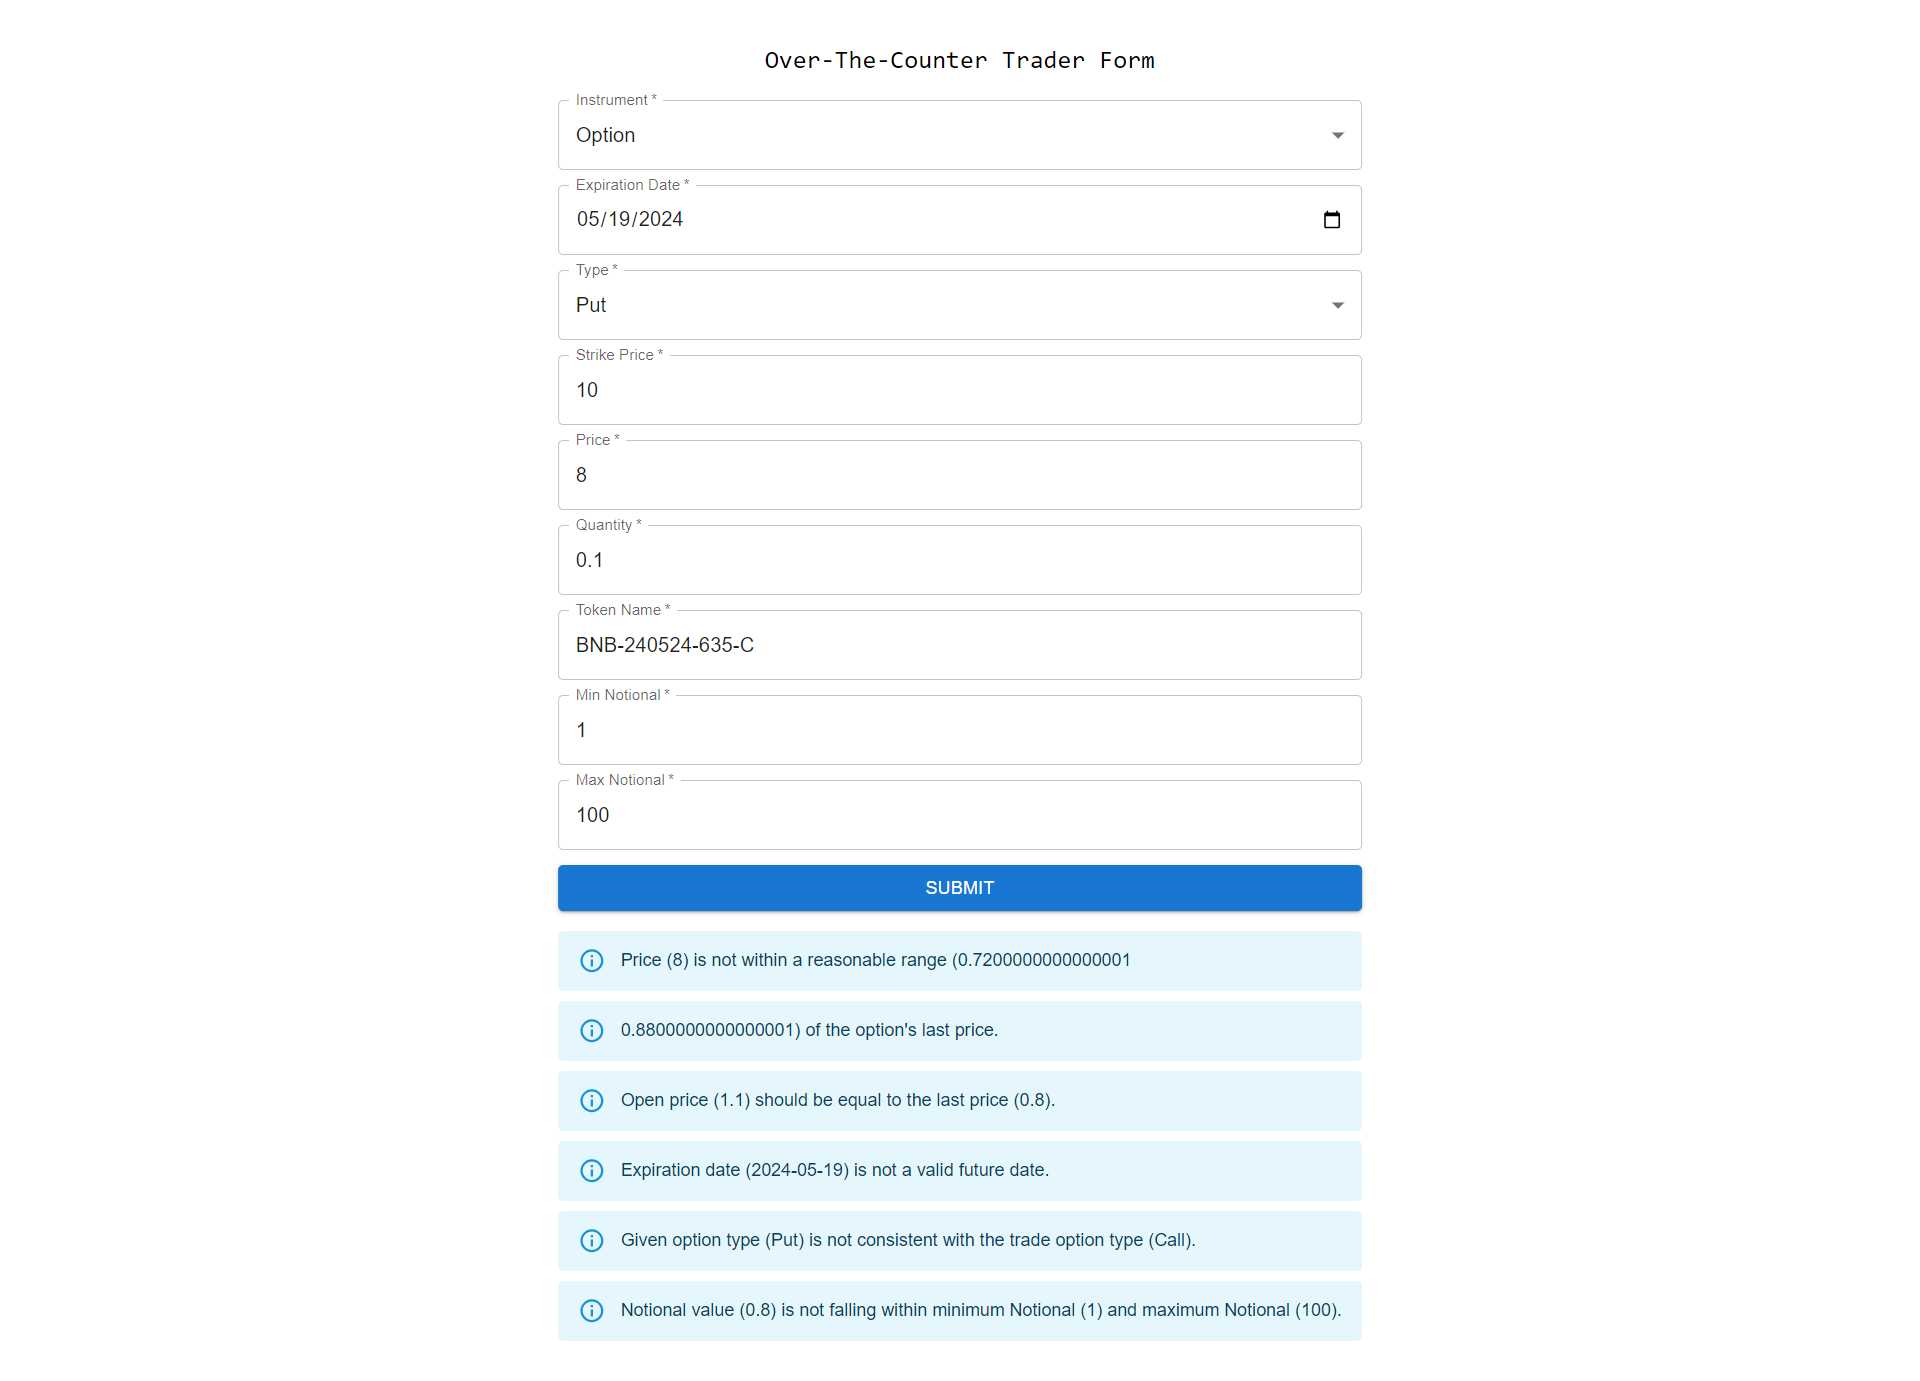 Over-The-Counter Trader Form
Instrument *
Option
Expiration Date *
05/19/2024
Type *
Put
Strike Price *
10
Price *
8
Quantity *
0.1
Token Name *
BNB-240524-635-C
Min Notional *
1
Max Notional *
100
SUBMIT
Price (8) is not within a reasonable range (0.7200000000000001
0.8800000000000001) of the option's last price.
Open price (1.1) should be equal to the last price (0.8).
Expiration date (2024-05-19) is not a valid future date.
Given option type (Put) is not consistent with the trade option type (Call).
Notional value (0.8) is not falling within minimum Notional (1) and maximum Notional (100).